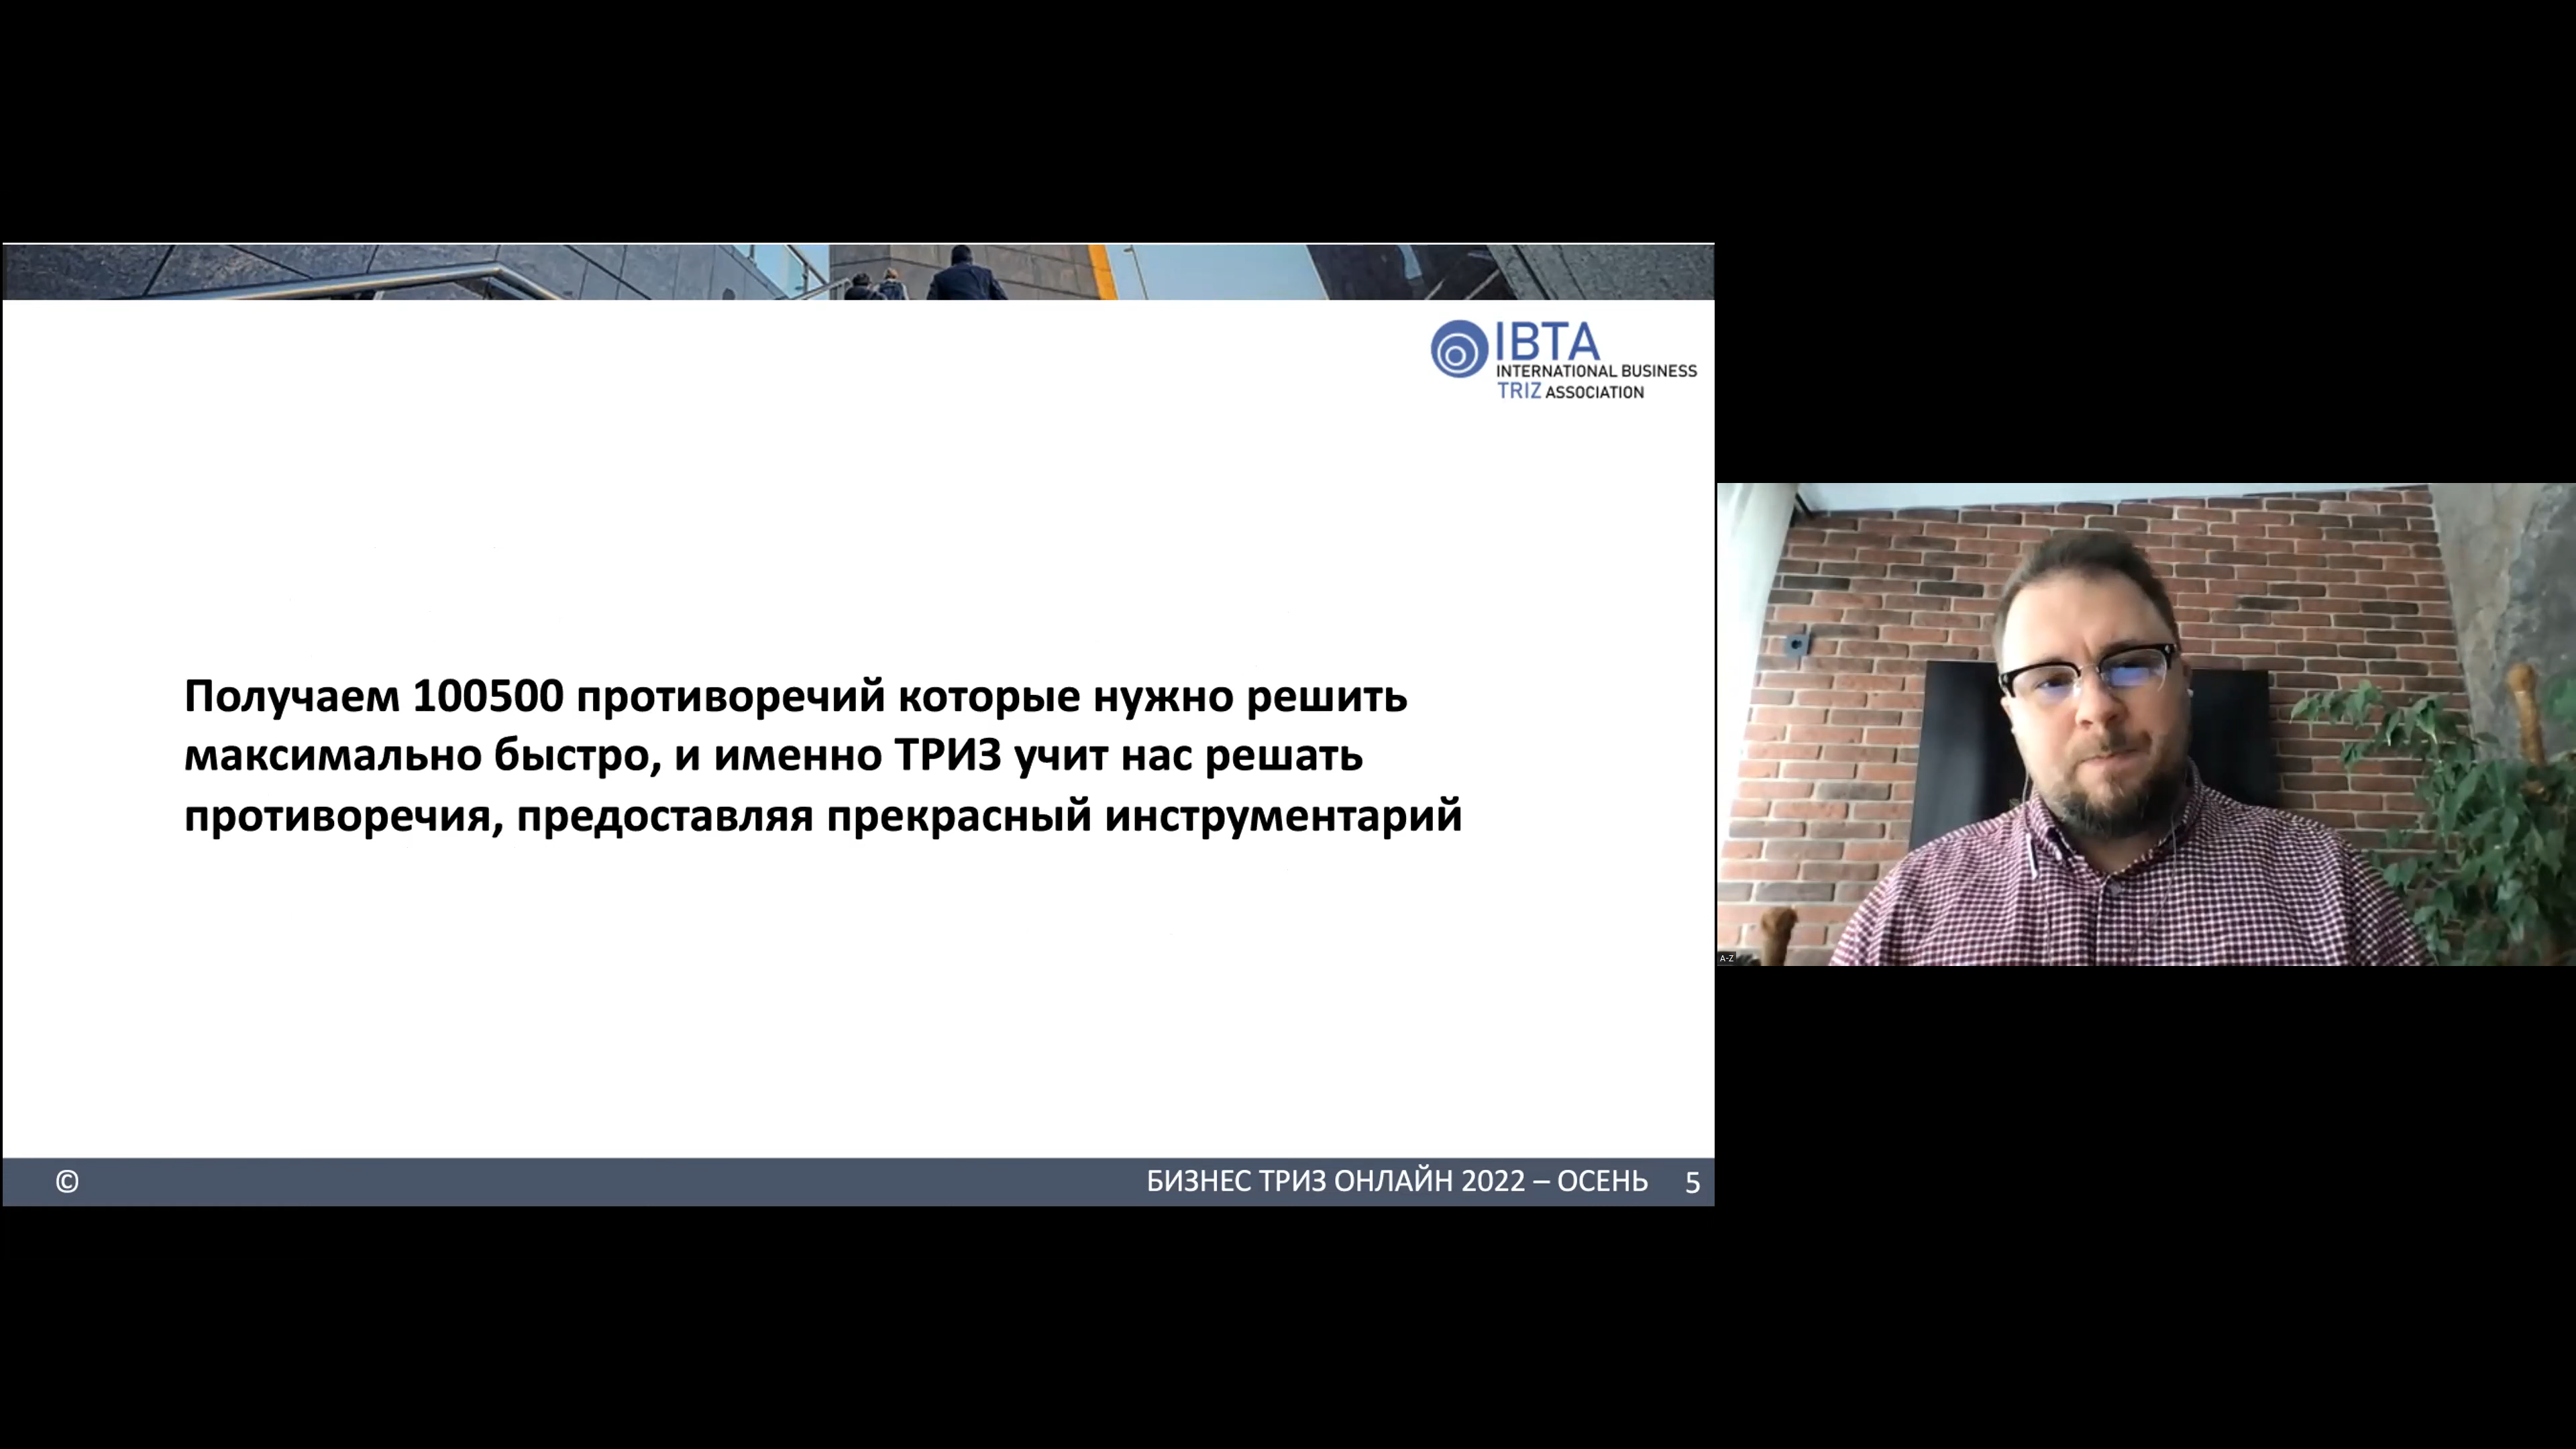 IBTA
INTERNATIONAL BUSINESS
TRIZ ASSOCIATION
Получаем 100500 противоречий которые нужно решить
максимально быстро, и именно ТРИЗ учит нас решать
противоречия, предоставляя прекрасный инструментарий
© БИЗНЕС ТРИЗ ОНЛАЙН 2022 – ОСЕНЬ 5
A-Z